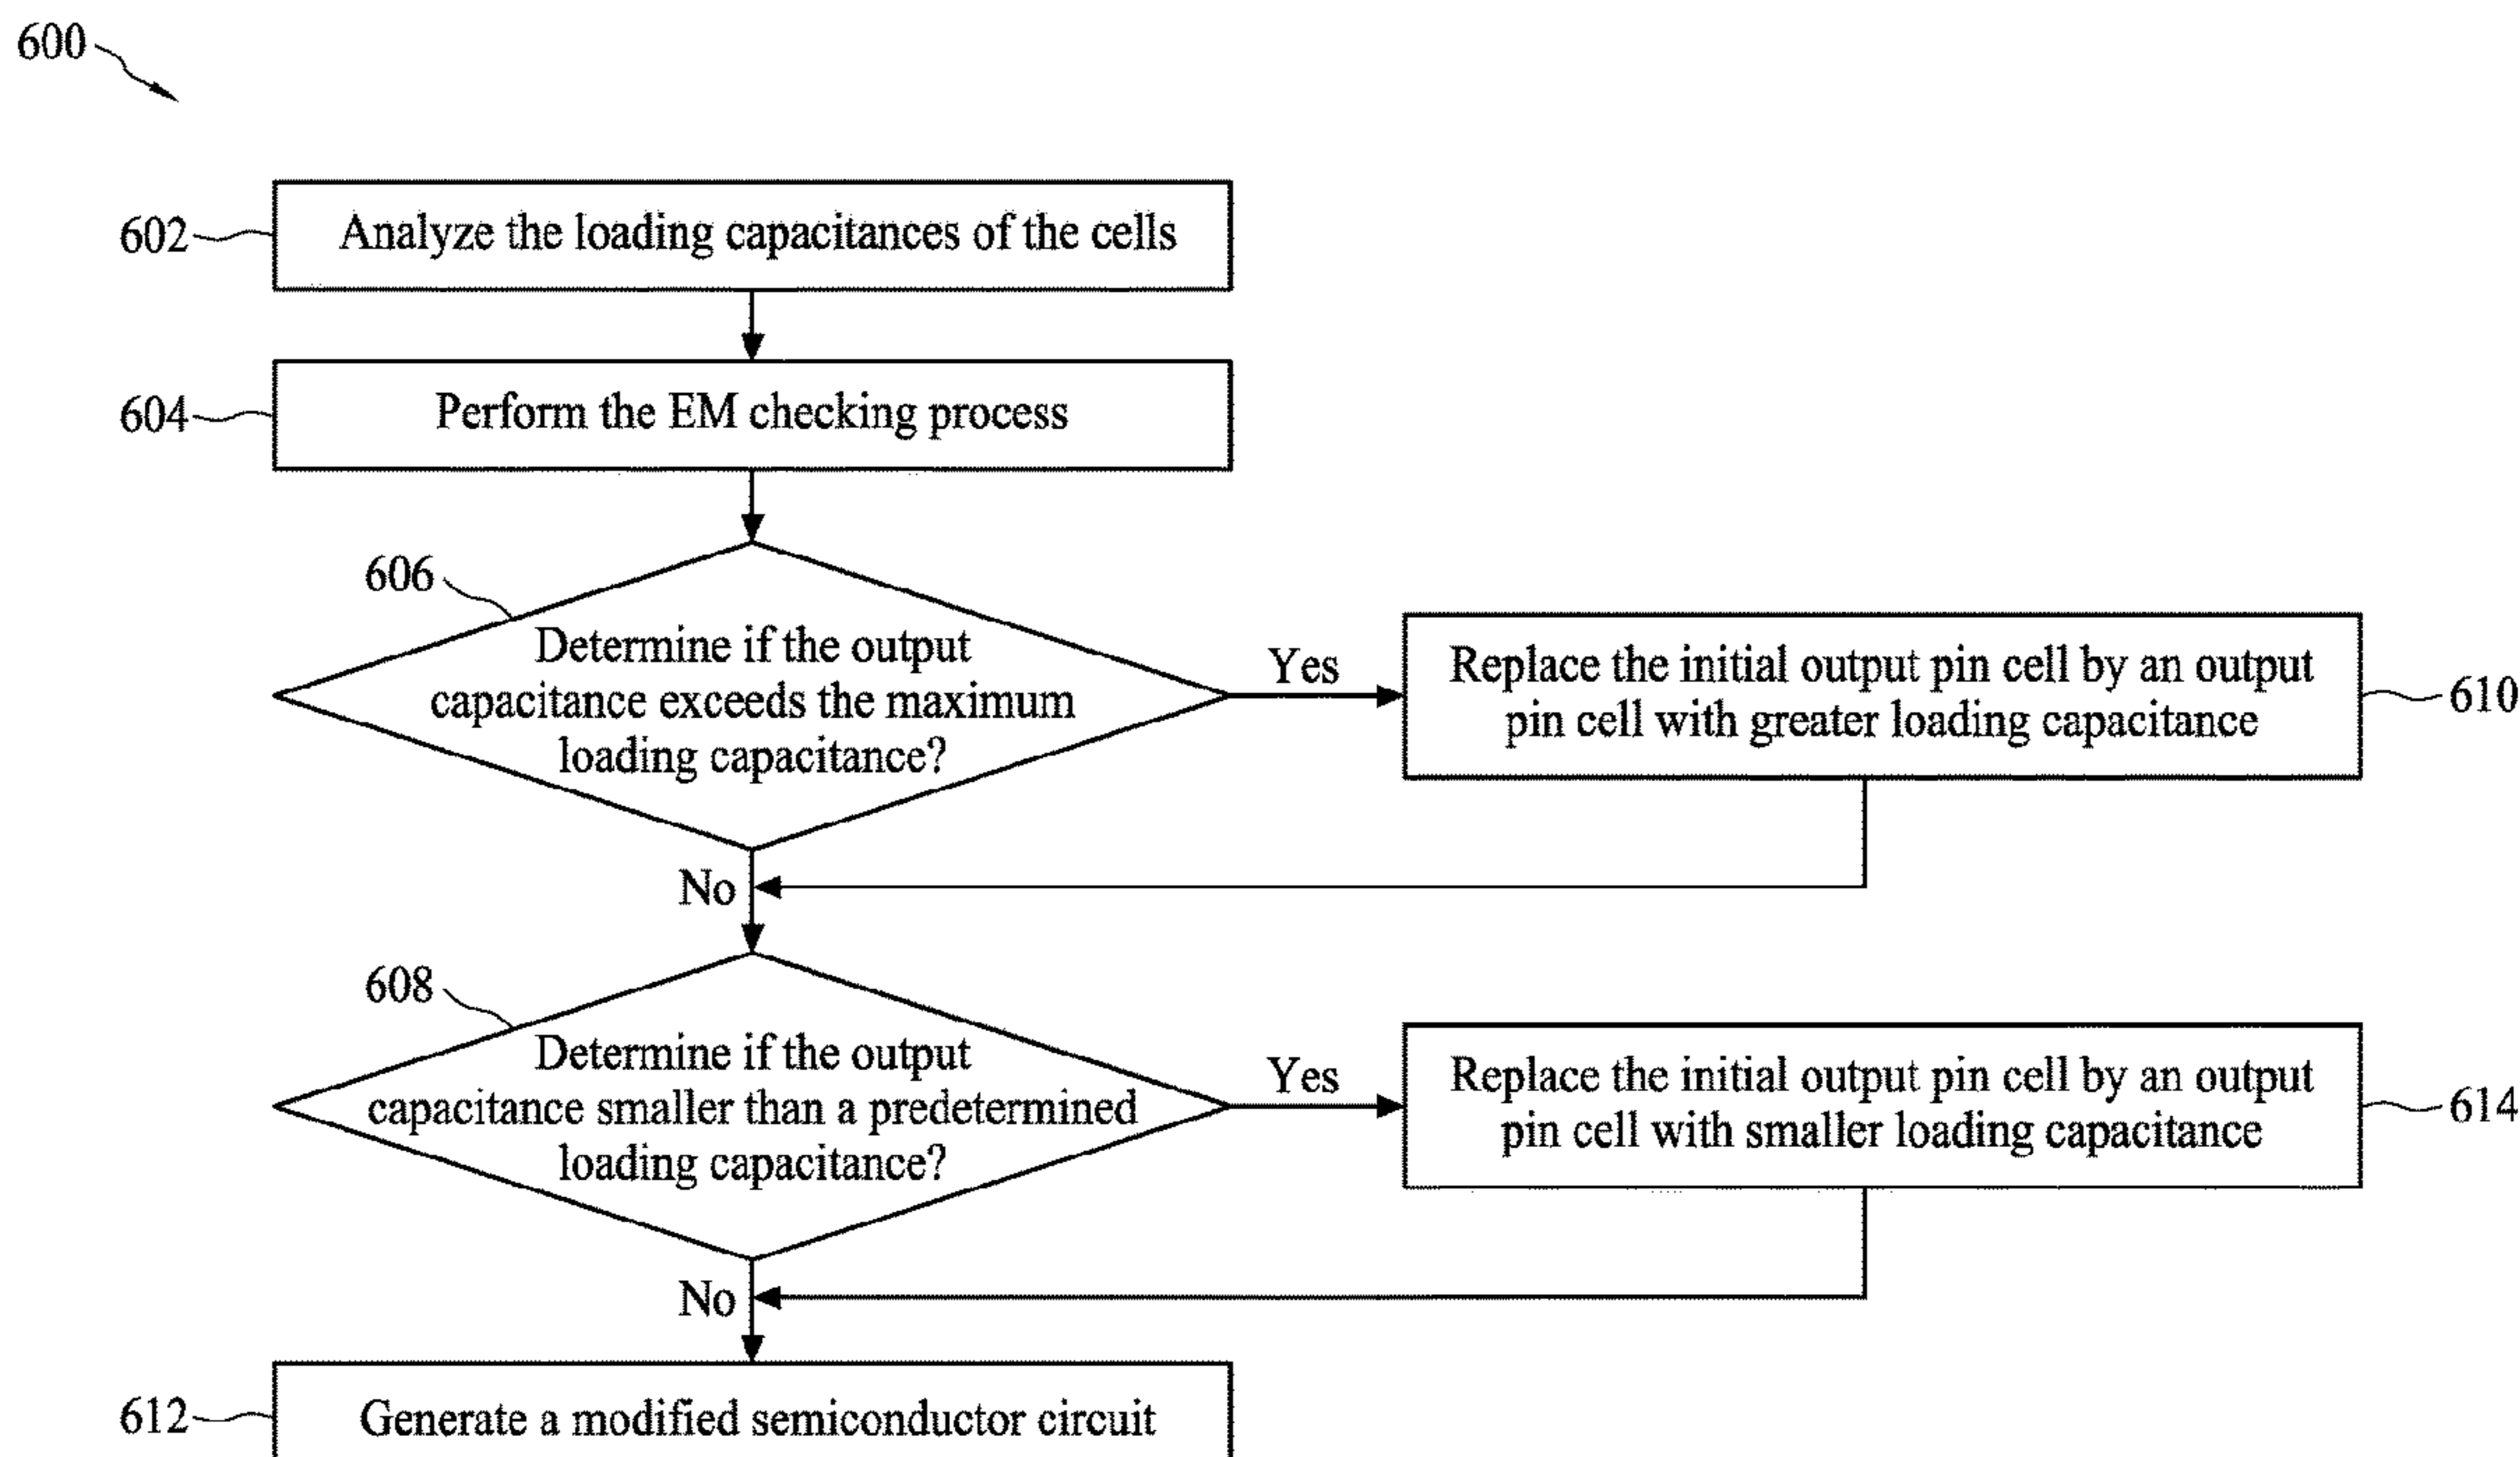 600
602
Analyze the loading capacitances of the cells
604
Perform the EM checking process
606
Determine if the output
capacitance exceeds the maximum
loading capacitance?
Yes
Replace the initial output pin cell by an output
pin cell with greater loading capacitance
610
No
608
Determine if the output
capacitance smaller than a predetermined
loading capacitance?
Yes
Replace the initial output pin cell by an output
pin cell with smaller loading capacitance
614
No
612
Generate a modified semiconductor circuit